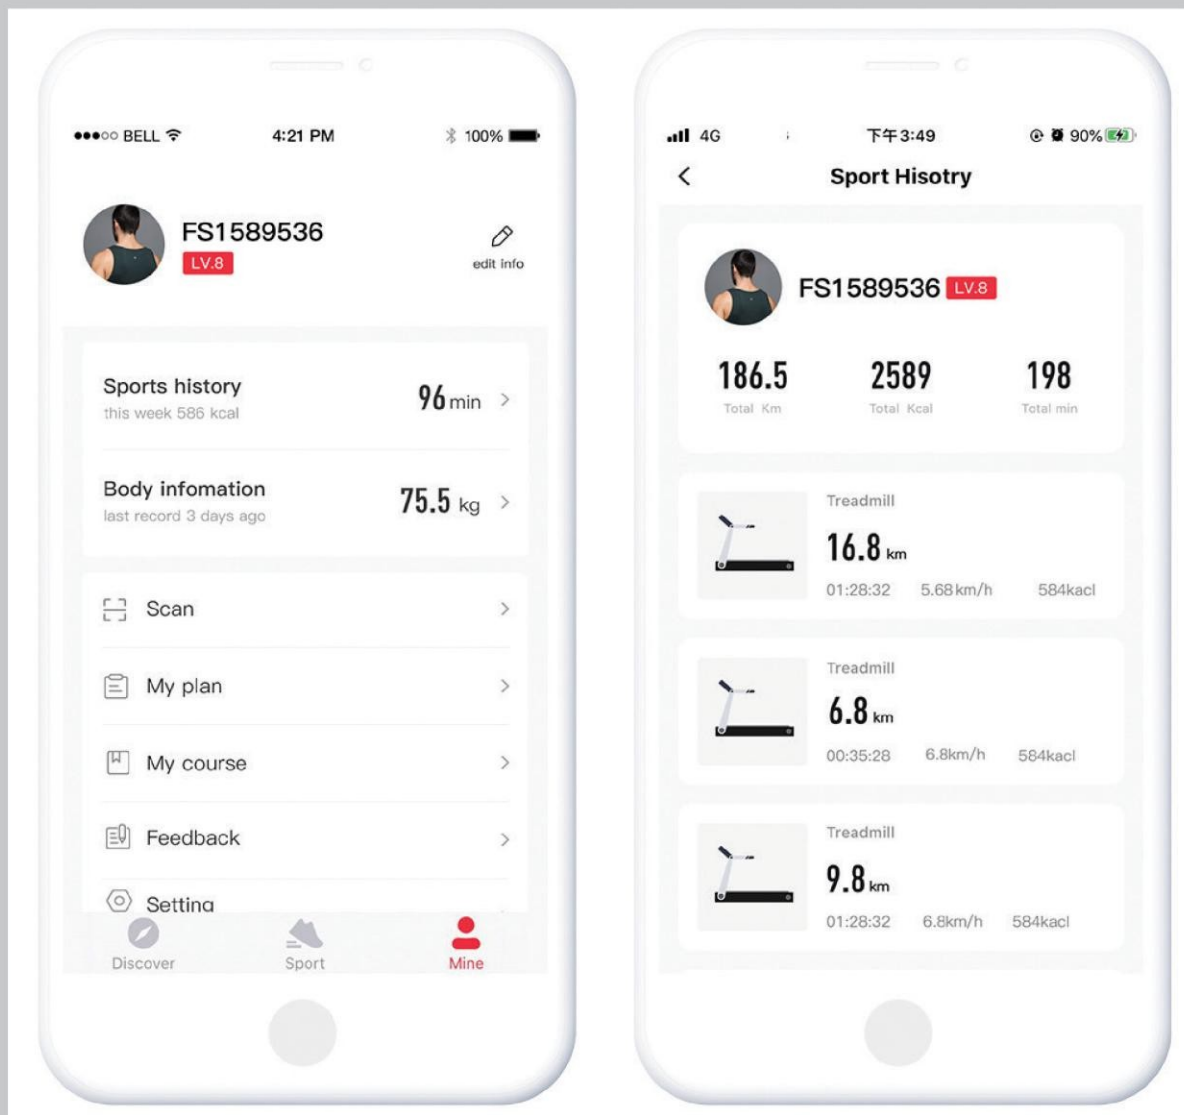 BELL 4:21 PM 100%
FS1589536
LV.8
edit info
Sports history
this week 586 kcal
96 min
Body infomation
last record 3 days ago
75.5 kg
Scan
My plan
My course
Feedback
Setting
Discover Sport Mine
4G 下午3:49 90%
Sport Hisotry
FS1589536 LV.8
186.5 2589 198
Total Km Total Kcal Total min
Treadmill
16.8 km
01:28:32 5.68km/h 584kacl
Treadmill
6.8 km
00:35:28 6.8km/h 584kacl
Treadmill
9.8 km
01:28:32 6.8km/h 584kacl